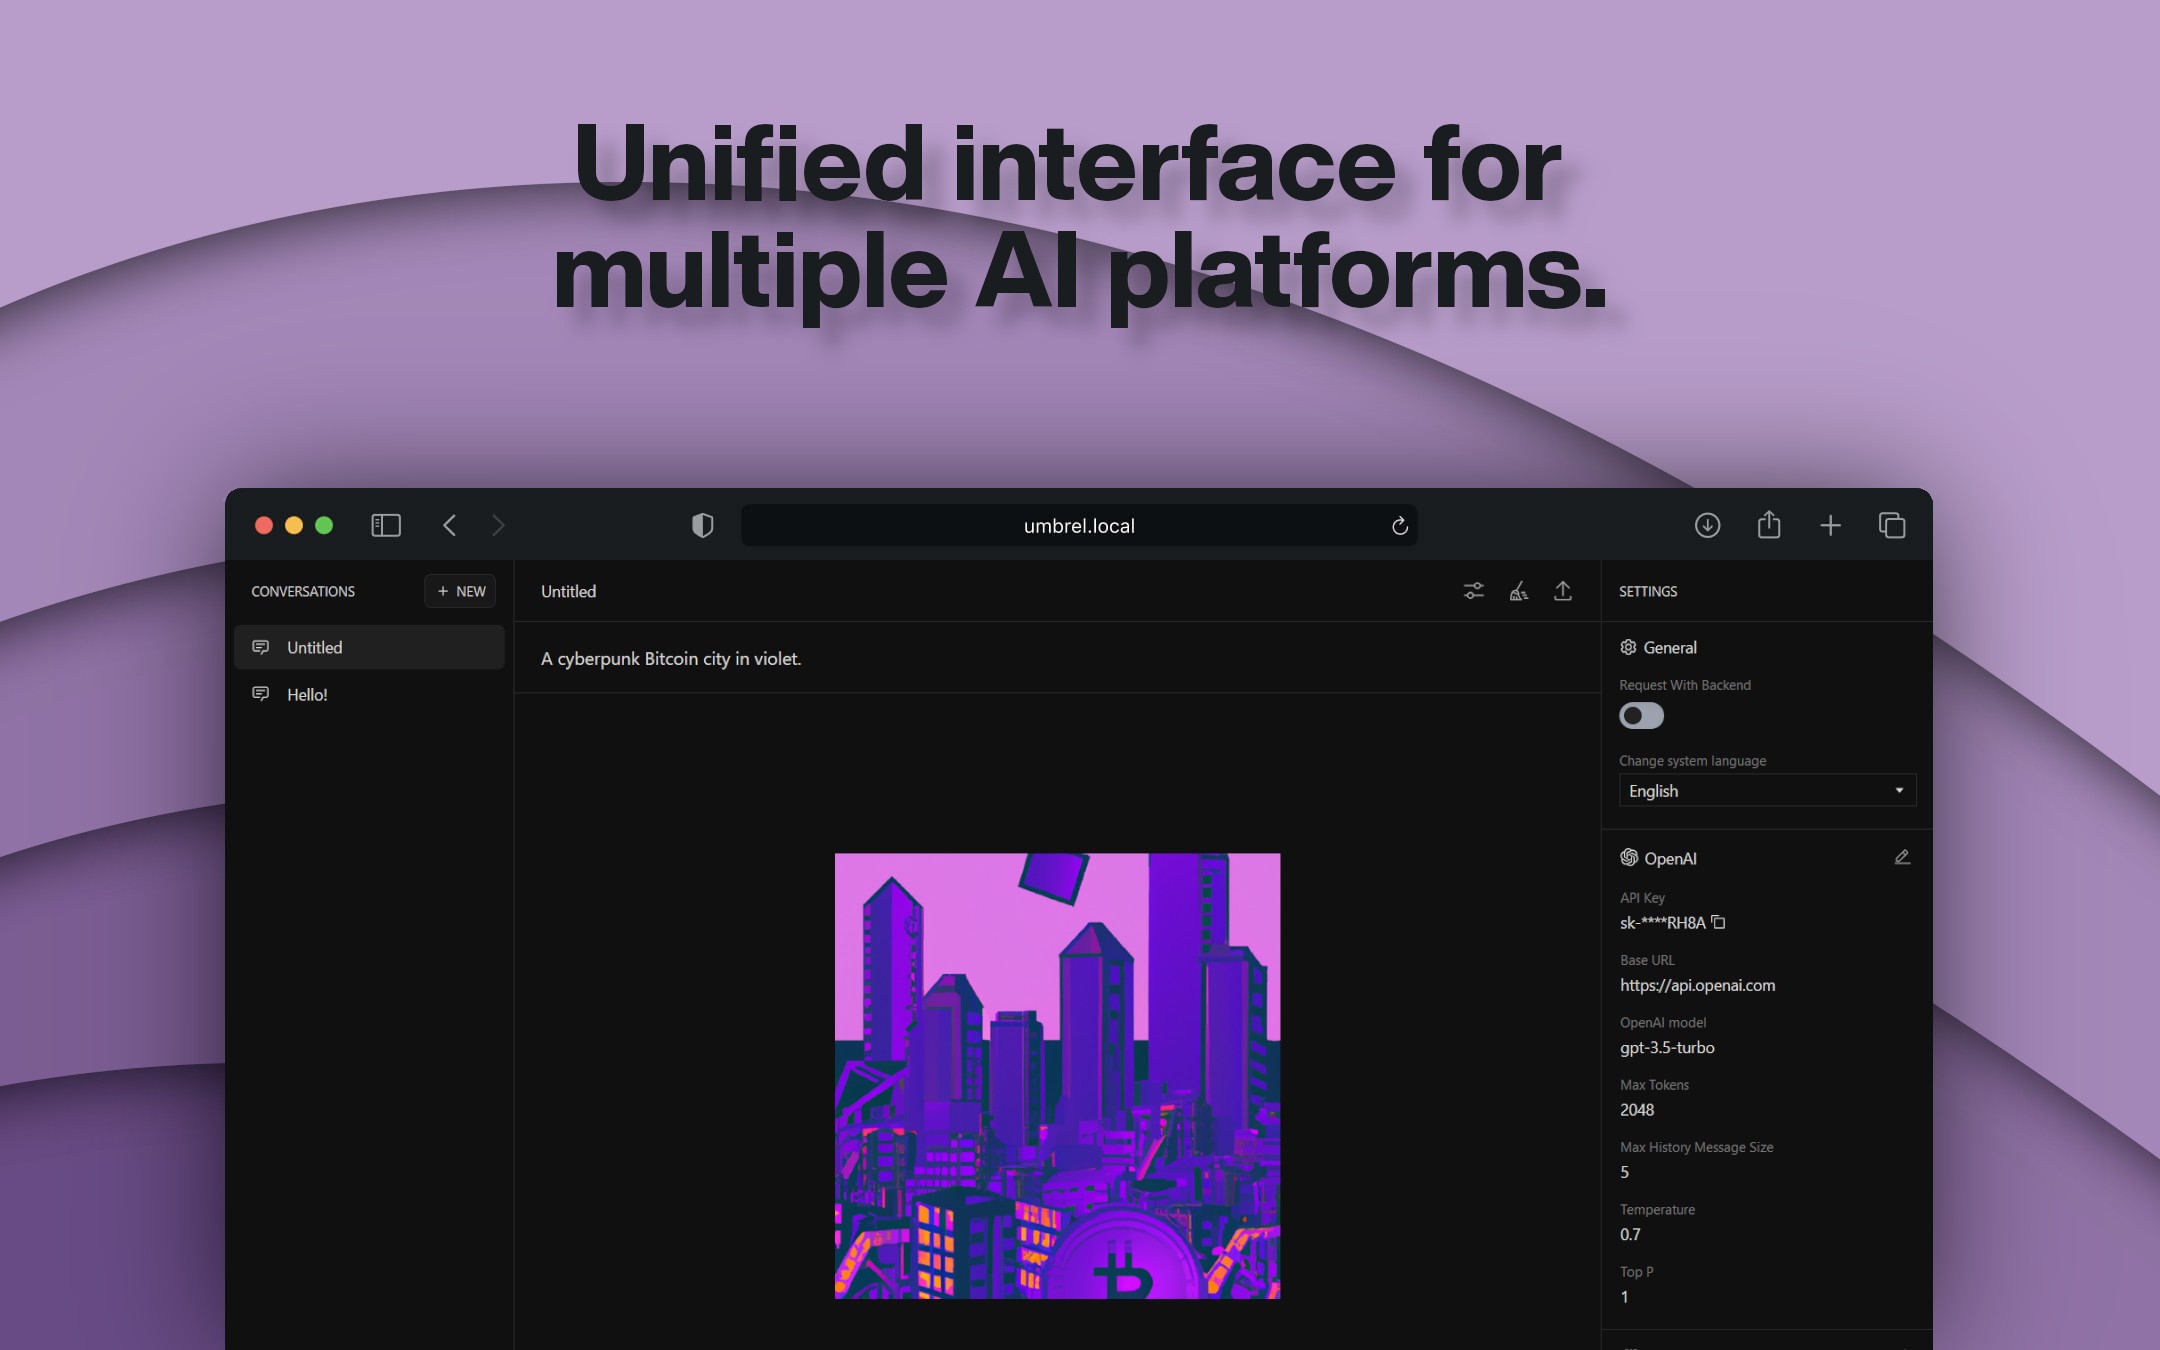 Unified interface for
multiple AI platforms.
umbrel.local
CONVERSATIONS
+ NEW
Untitled
Hello!
Untitled
A cyberpunk Bitcoin city in violet.
SETTINGS
General
Request With Backend
Change system language
English
OpenAI
API Key
sk-****RH8A
Base URL
https://api.openai.com
OpenAI model
gpt-3.5-turbo
Max Tokens
2048
Max History Message Size
5
Temperature
0.7
Top P
1